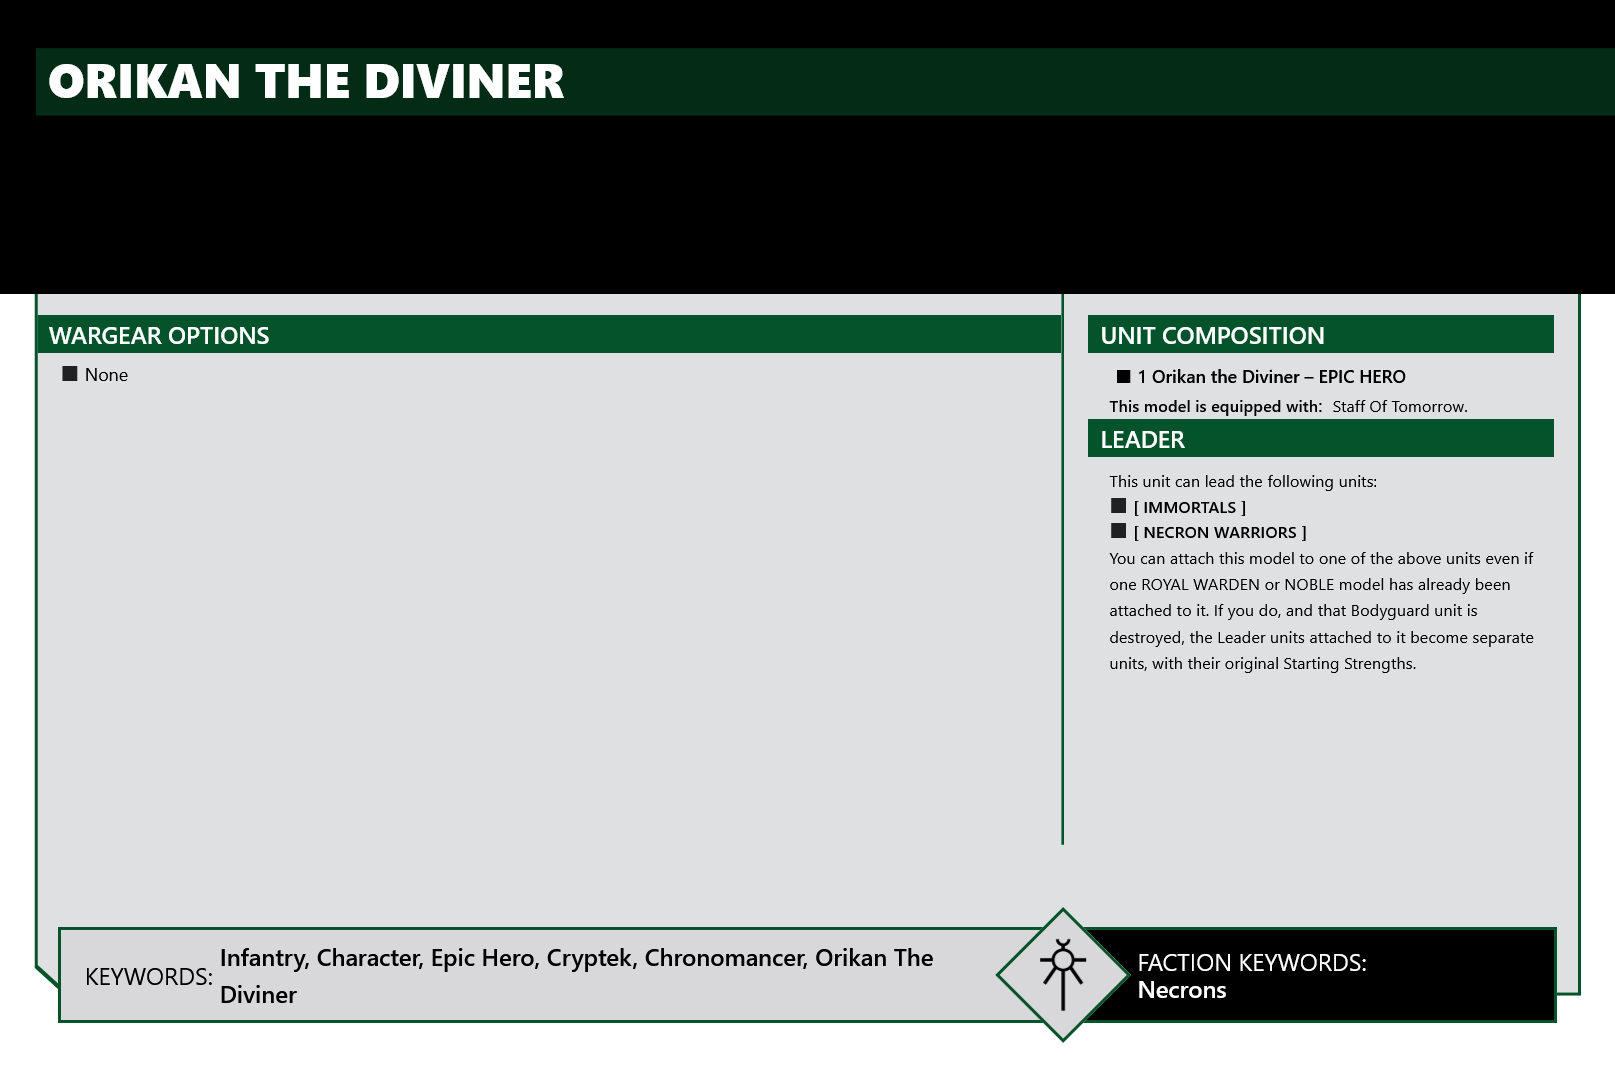 ORIKAN THE DIVINER
WARGEAR OPTIONS
■ None
UNIT COMPOSITION
■ 1 Orikan the Diviner – EPIC HERO
This model is equipped with: Staff Of Tomorrow.
LEADER
This unit can lead the following units:
■ [ IMMORTALS ]
■ [ NECRON WARRIORS ]
You can attach this model to one of the above units even if
one ROYAL WARDEN or NOBLE model has already been
attached to it. If you do, and that Bodyguard unit is
destroyed, the Leader units attached to it become separate
units, with their original Starting Strengths.
KEYWORDS: Infantry, Character, Epic Hero, Cryptek, Chronomancer, Orikan The
Diviner
FACTION KEYWORDS:
Necrons